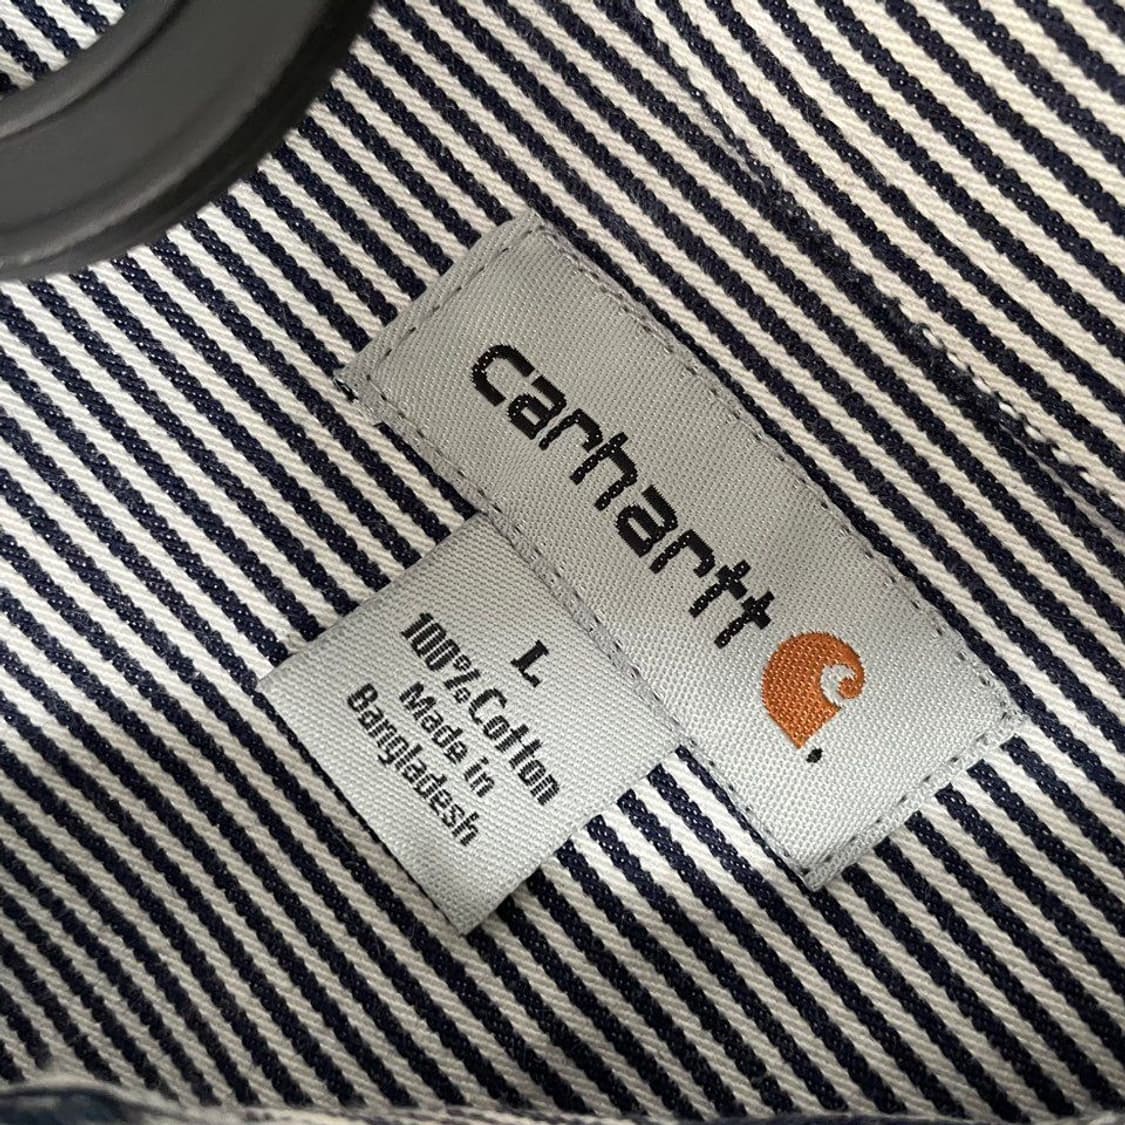 carhartt
L
100% Cotton
Made in
Bangladesh